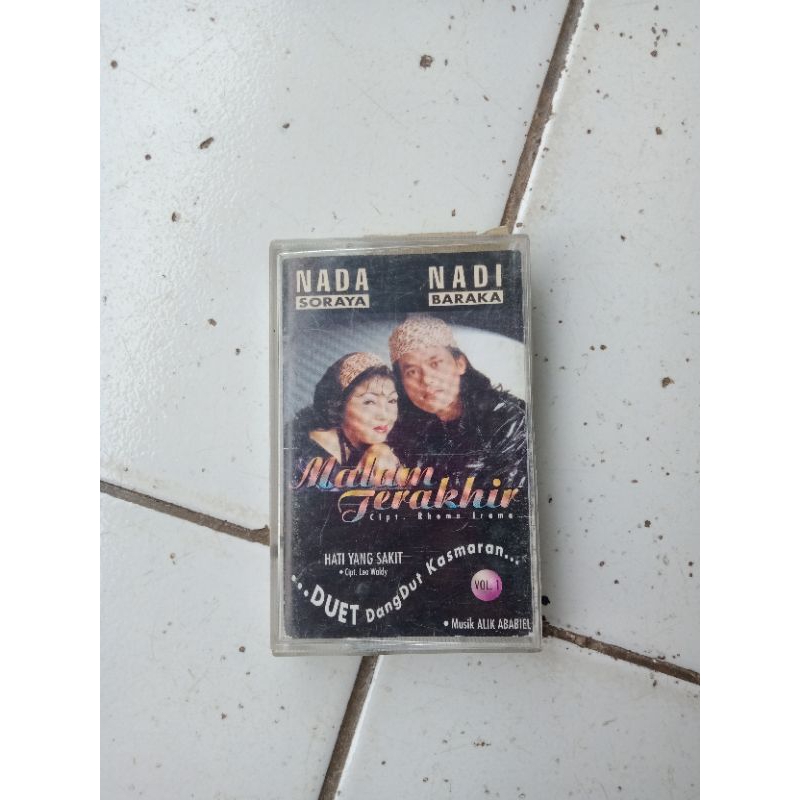 NADA NADI
SORAYA BARAKA
Malam
Terakhir
Cipt. Rhoma Irama
HATI YANG SAKIT
• Cipt. Leo Waldy
...DUET DangDut Kasmaran...
VOL. 1
• Musik ALIK ABABIEL